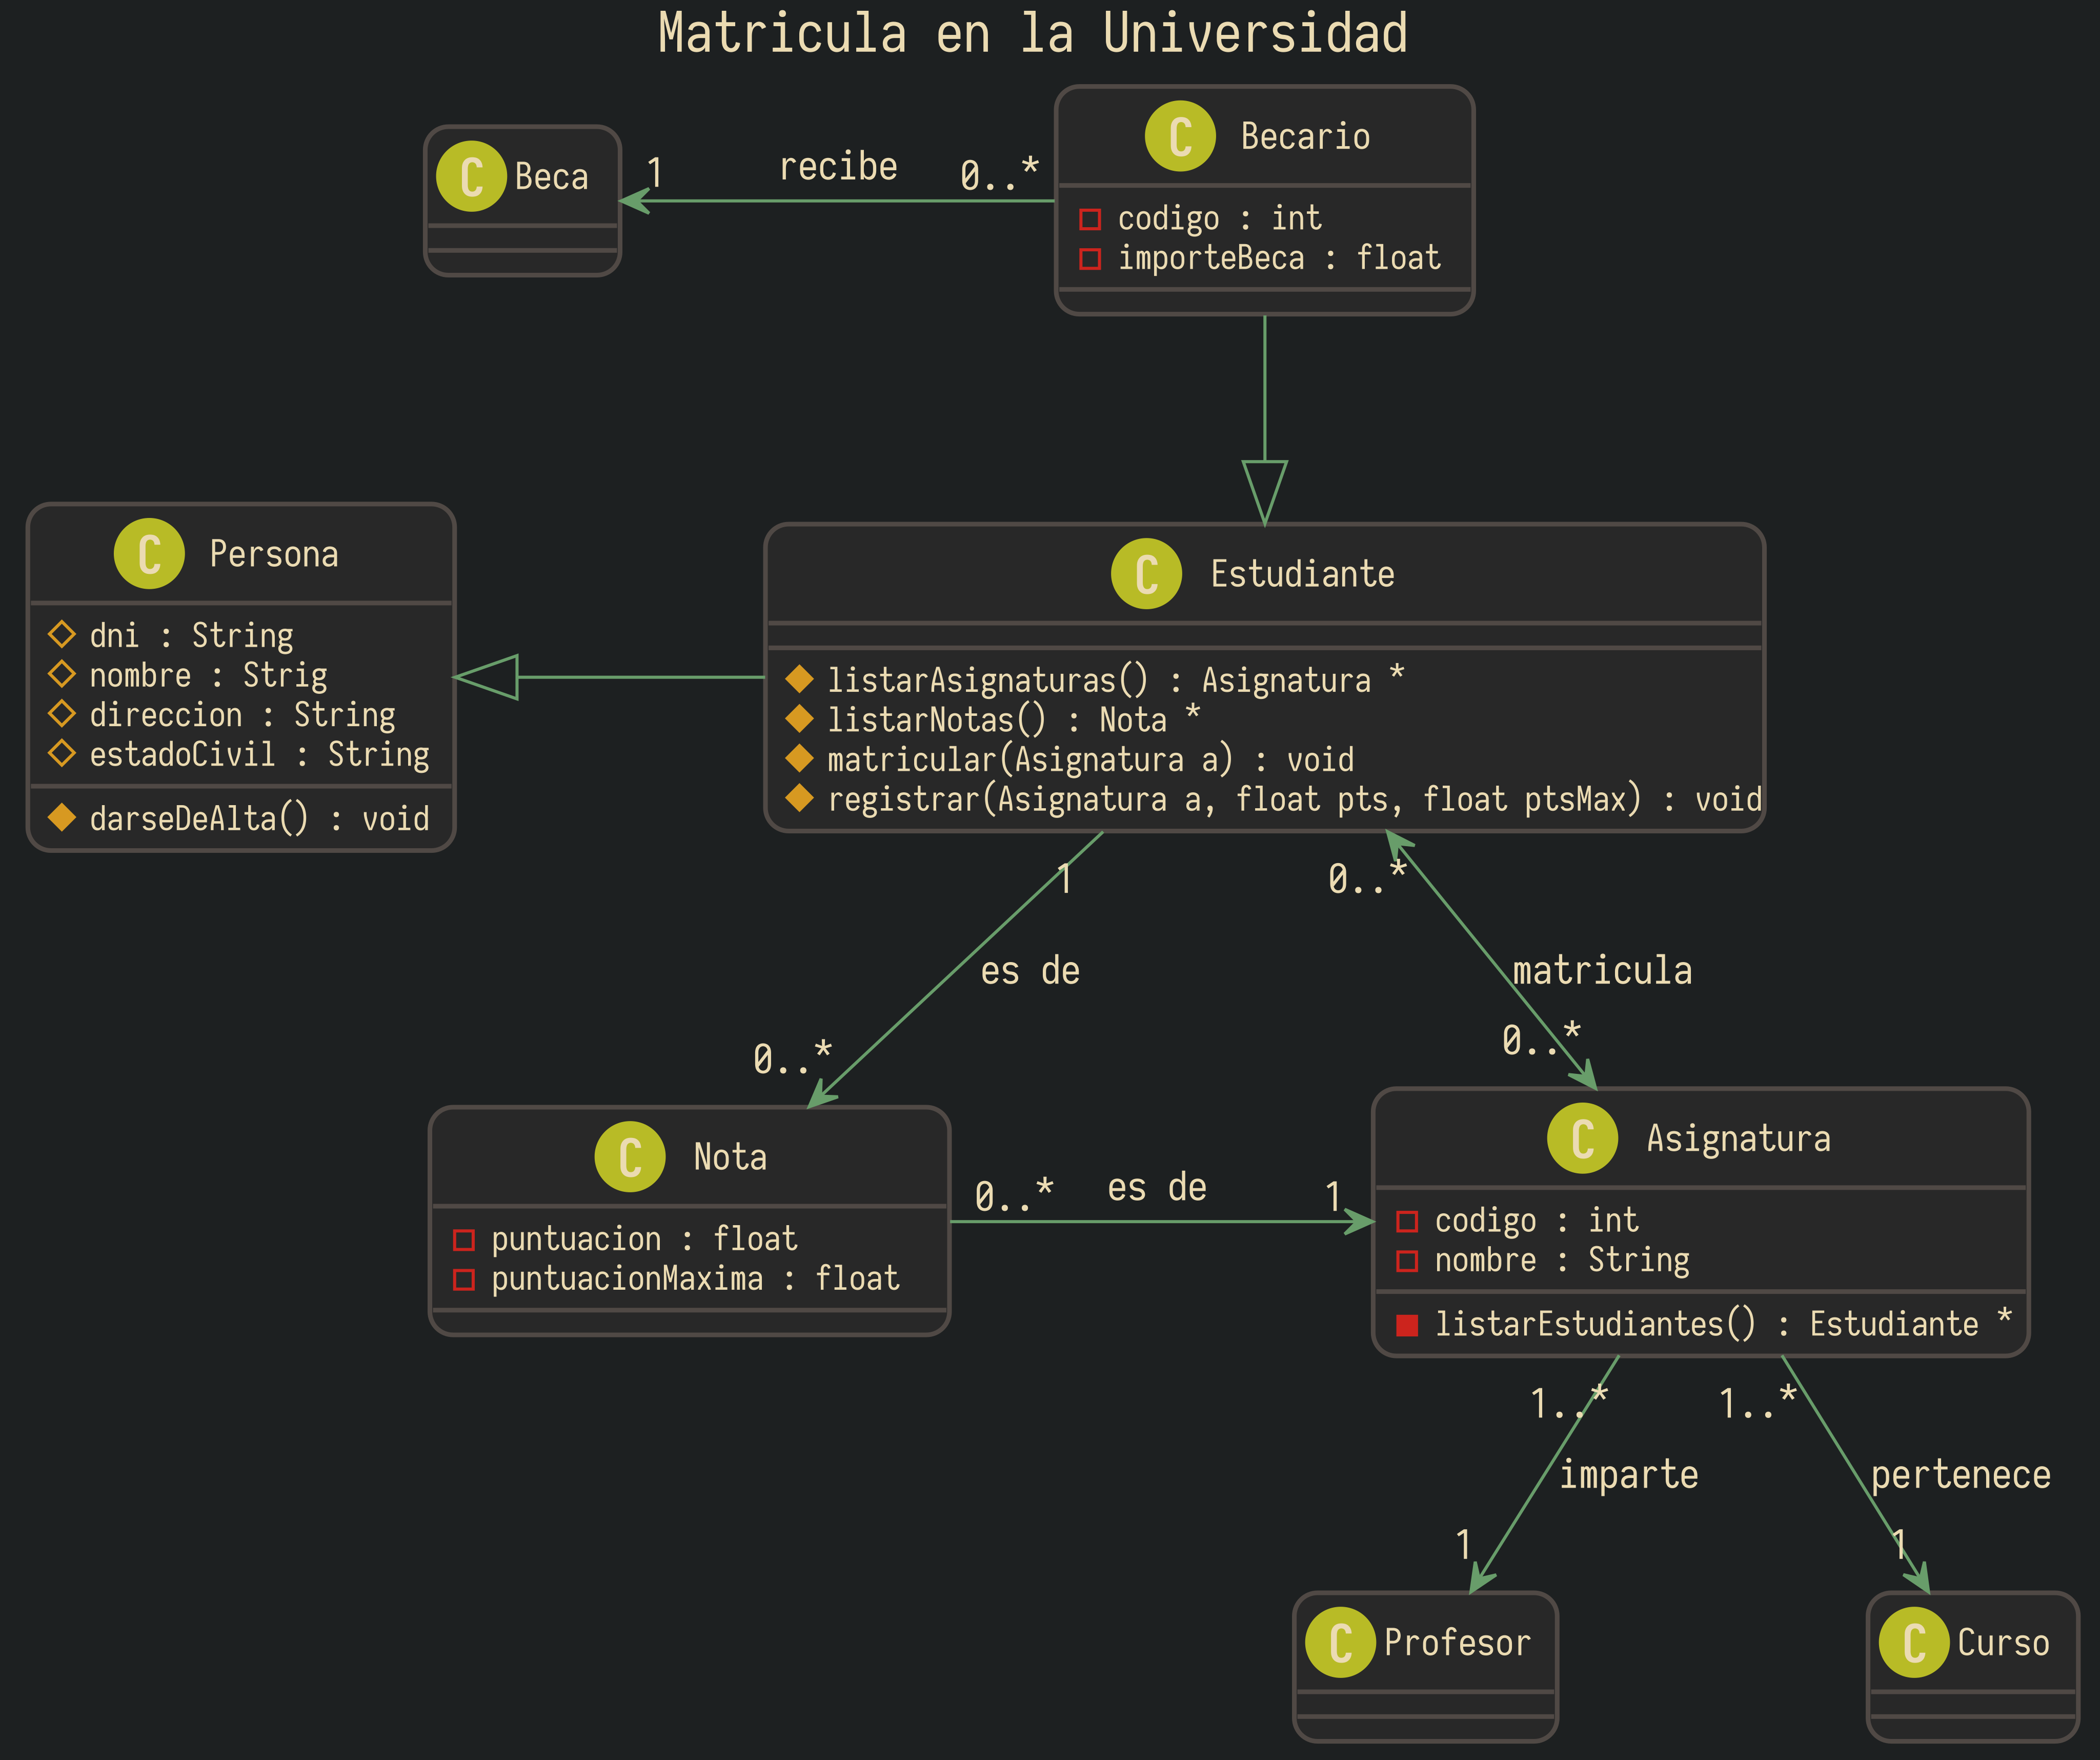 Matricula en la Universidad
C Becario
codigo : int
importeBeca : float
C Beca
1 recibe 0..*
C Persona
dni : String
nombre : Strig
direccion : String
estadoCivil : String
darseDeAlta() : void
C Estudiante
listarAsignaturas() : Asignatura *
listarNotas() : Nota *
matricular(Asignatura a) : void
registrar(Asignatura a, float pts, float ptsMax) : void
1
es de
0..*
0..*
matricula
0..*
C Nota
puntuacion : float
puntuacionMaxima : float
0..* es de 1
C Asignatura
codigo : int
nombre : String
listarEstudiantes() : Estudiante *
1..*
imparte
1
1..*
pertenece
1
C Profesor
C Curso